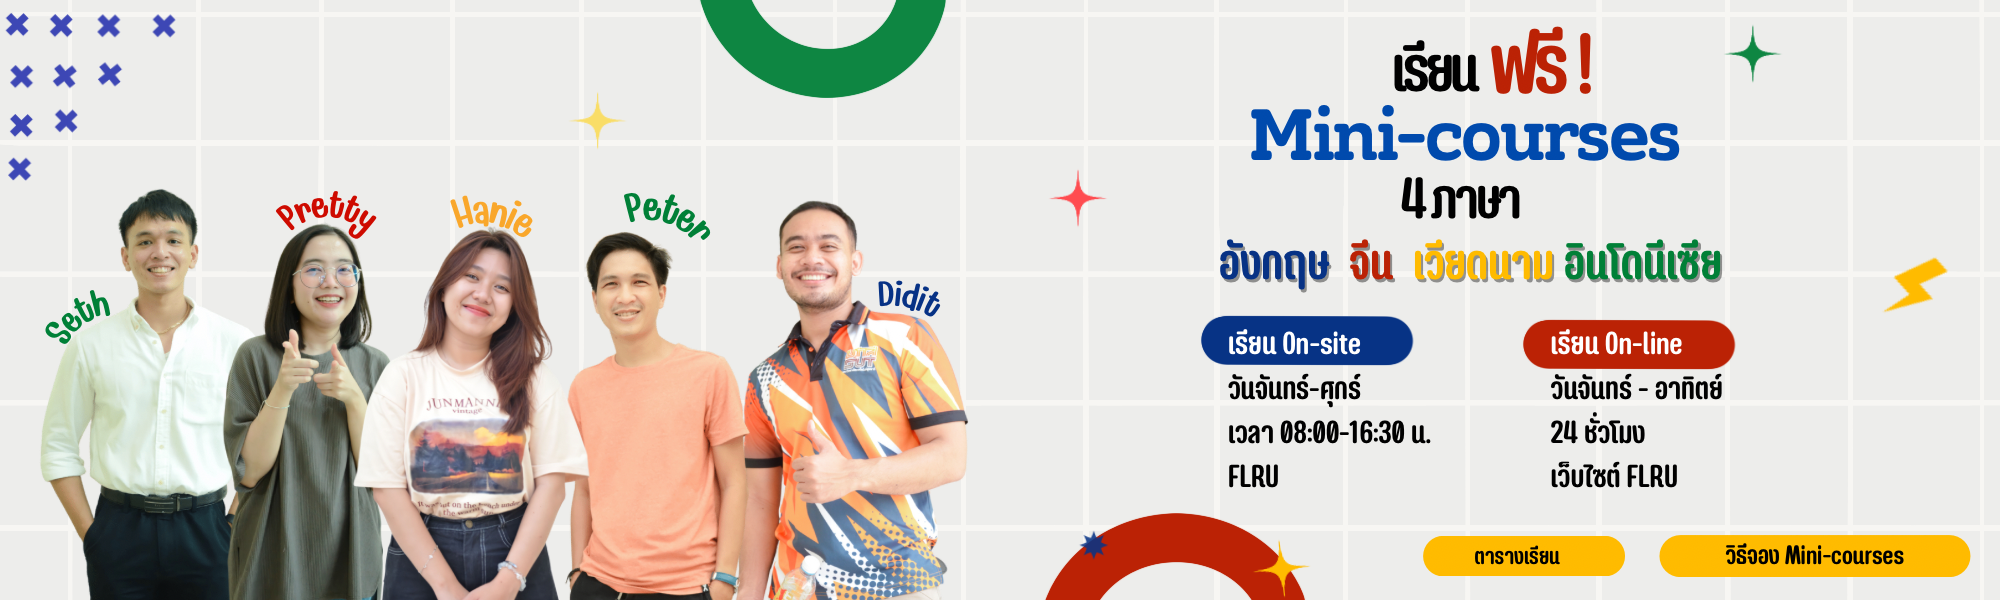 Seth
Pretty
Hanie
Peter
Didit
JUNMANNE
vintage
เรียน ฟรี !
Mini-courses
4 ภาษา
อังกฤษ จีน เวียดนาม อินโดนีเซีย
เรียน On-site
วันจันทร์-ศุกร์
เวลา 08:00-16:30 น.
FLRU
เรียน On-line
วันจันทร์ - อาทิตย์
24 ชั่วโมง
เว็บไซต์ FLRU
ตารางเรียน
วิธีจอง Mini-courses